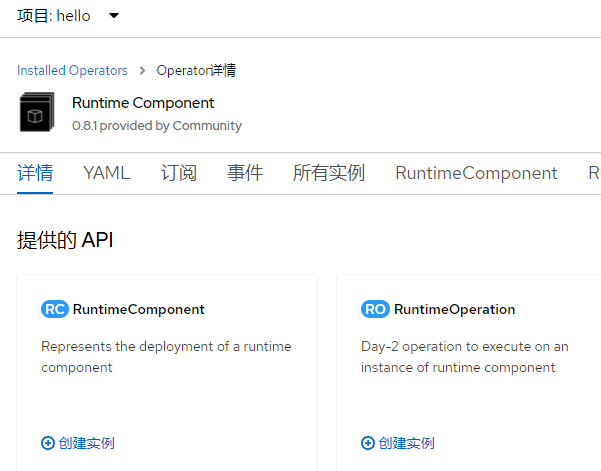 项目: hello
Installed Operators > Operator详情
Runtime Component
0.8.1 provided by Community
详情 YAML 订阅 事件 所有实例 RuntimeComponent R
提供的 API
RC RuntimeComponent
Represents the deployment of a runtime
component
创建实例
RO RuntimeOperation
Day-2 operation to execute on an
instance of runtime component
创建实例